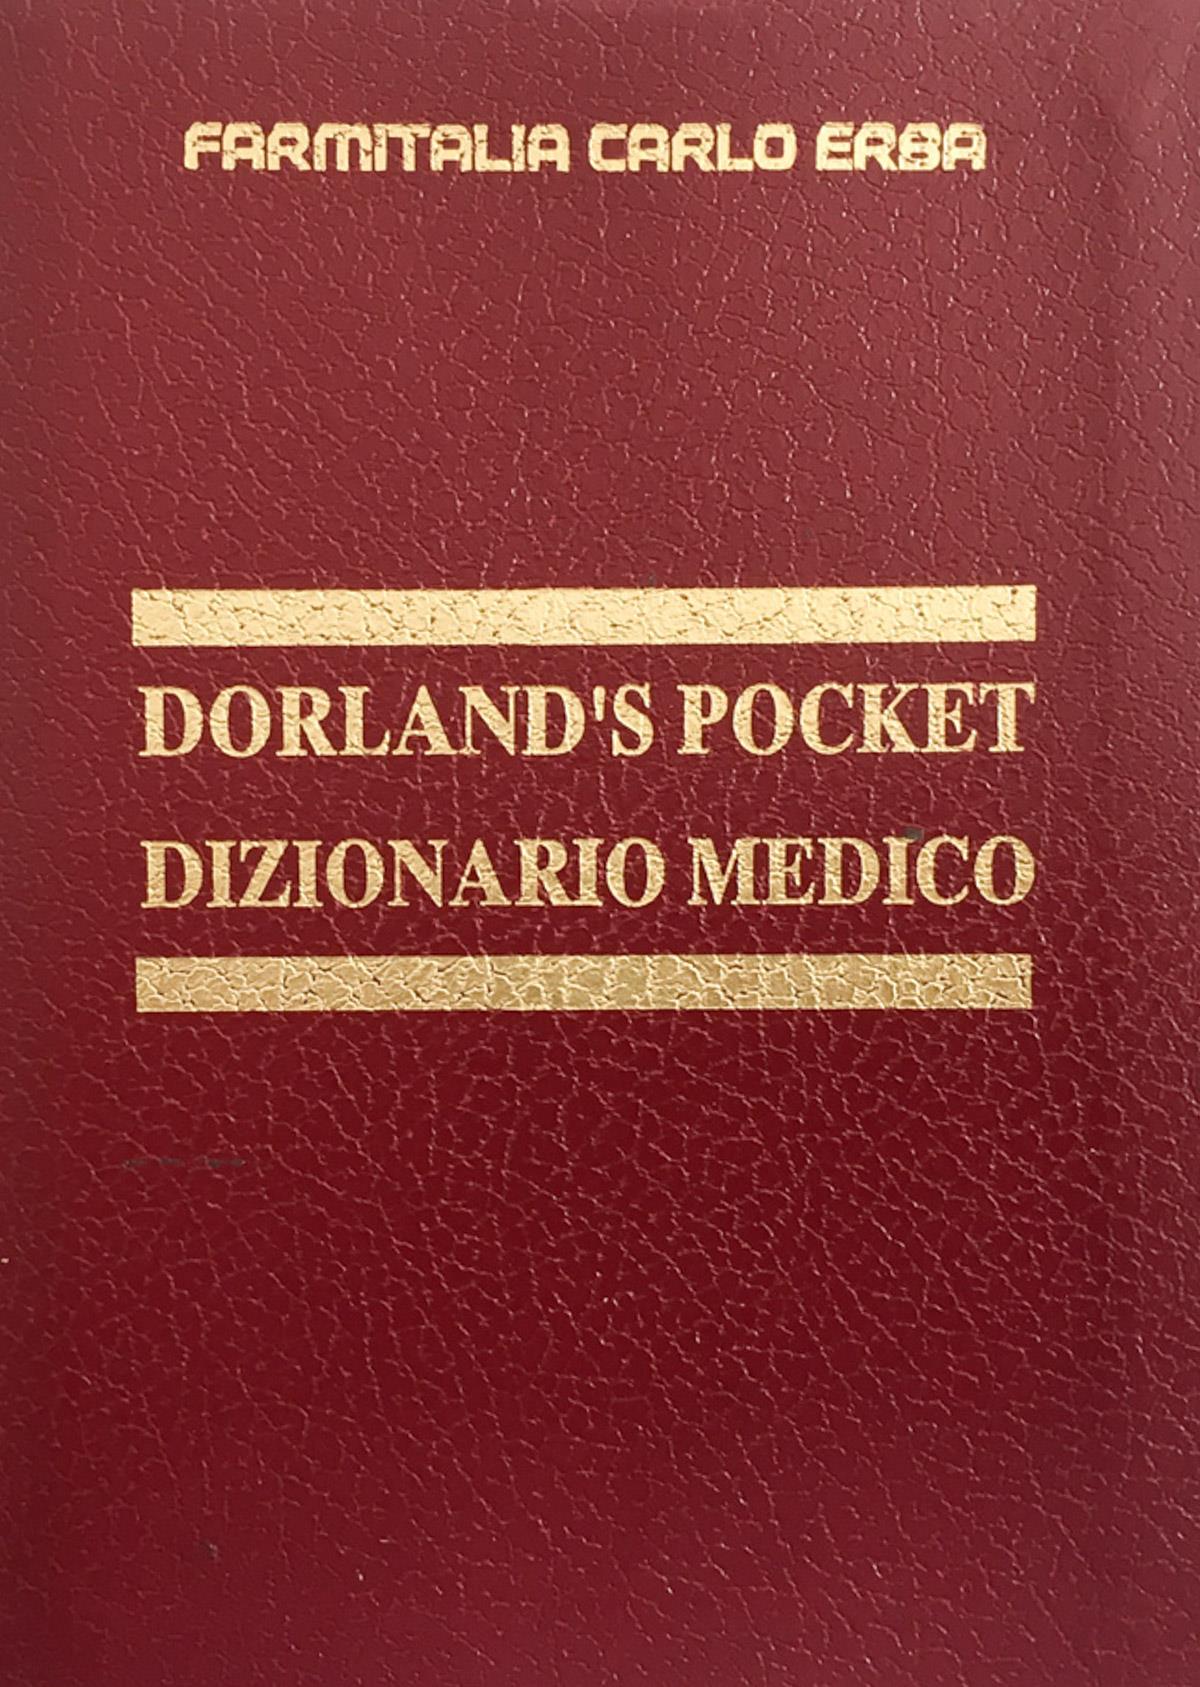 FARMITALIA CARLO ERBA
DORLAND'S POCKET
DIZIONARIO MEDICO